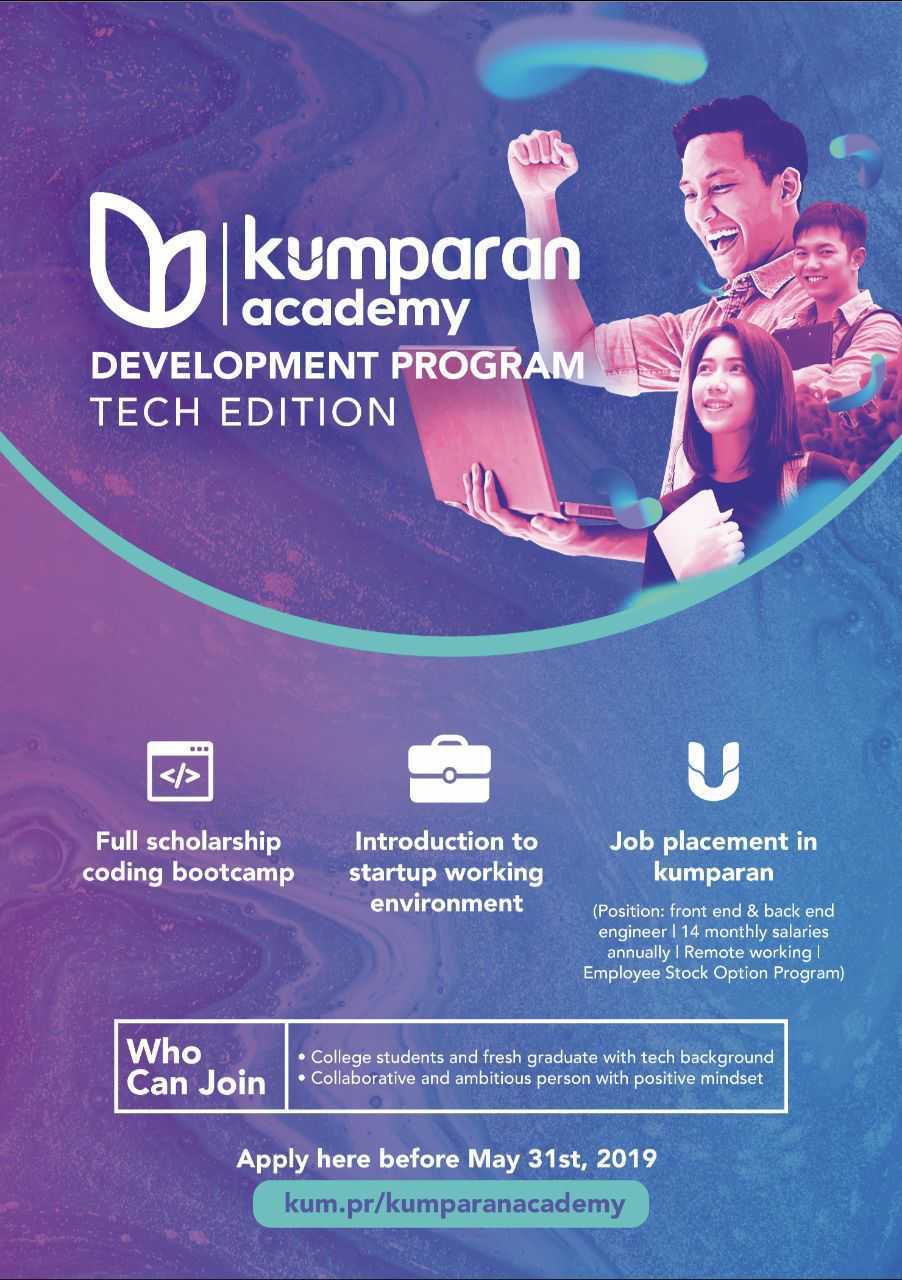 kumparan
academy
DEVELOPMENT PROGRAM
TECH EDITION
</>
Full scholarship
coding bootcamp
Introduction to
startup working
environment
Job placement in
kumparan
(Position: front end & back end
engineer | 14 monthly salaries
annually | Remote working |
Employee Stock Option Program)
Who
Can Join
• College students and fresh graduate with tech background
• Collaborative and ambitious person with positive mindset
Apply here before May 31st, 2019
kum.pr/kumparanacademy